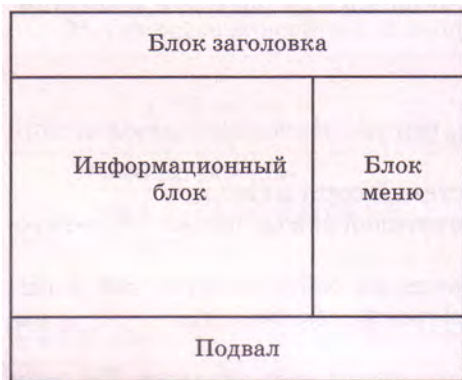 Блок заголовка
Информационный
блок
Блок
меню
Подвал